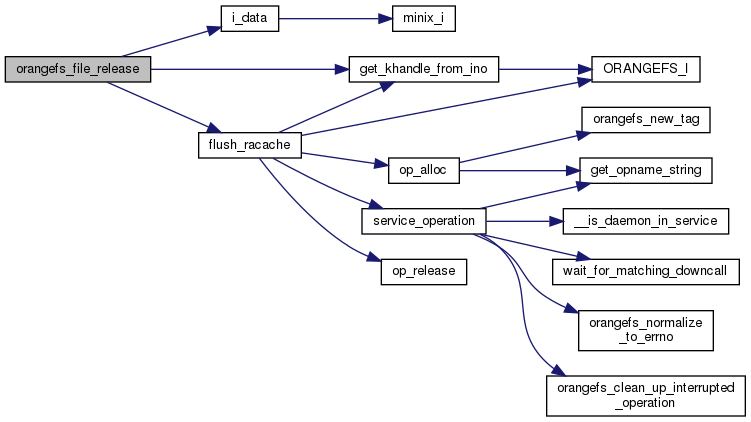 orangefs_file_release
i_data
minix_i
get_khandle_from_ino
ORANGEFS_I
flush_racache
orangefs_new_tag
op_alloc
get_opname_string
service_operation
__is_daemon_in_service
op_release
wait_for_matching_downcall
orangefs_normalize
_to_errno
orangefs_clean_up_interrupted
_operation